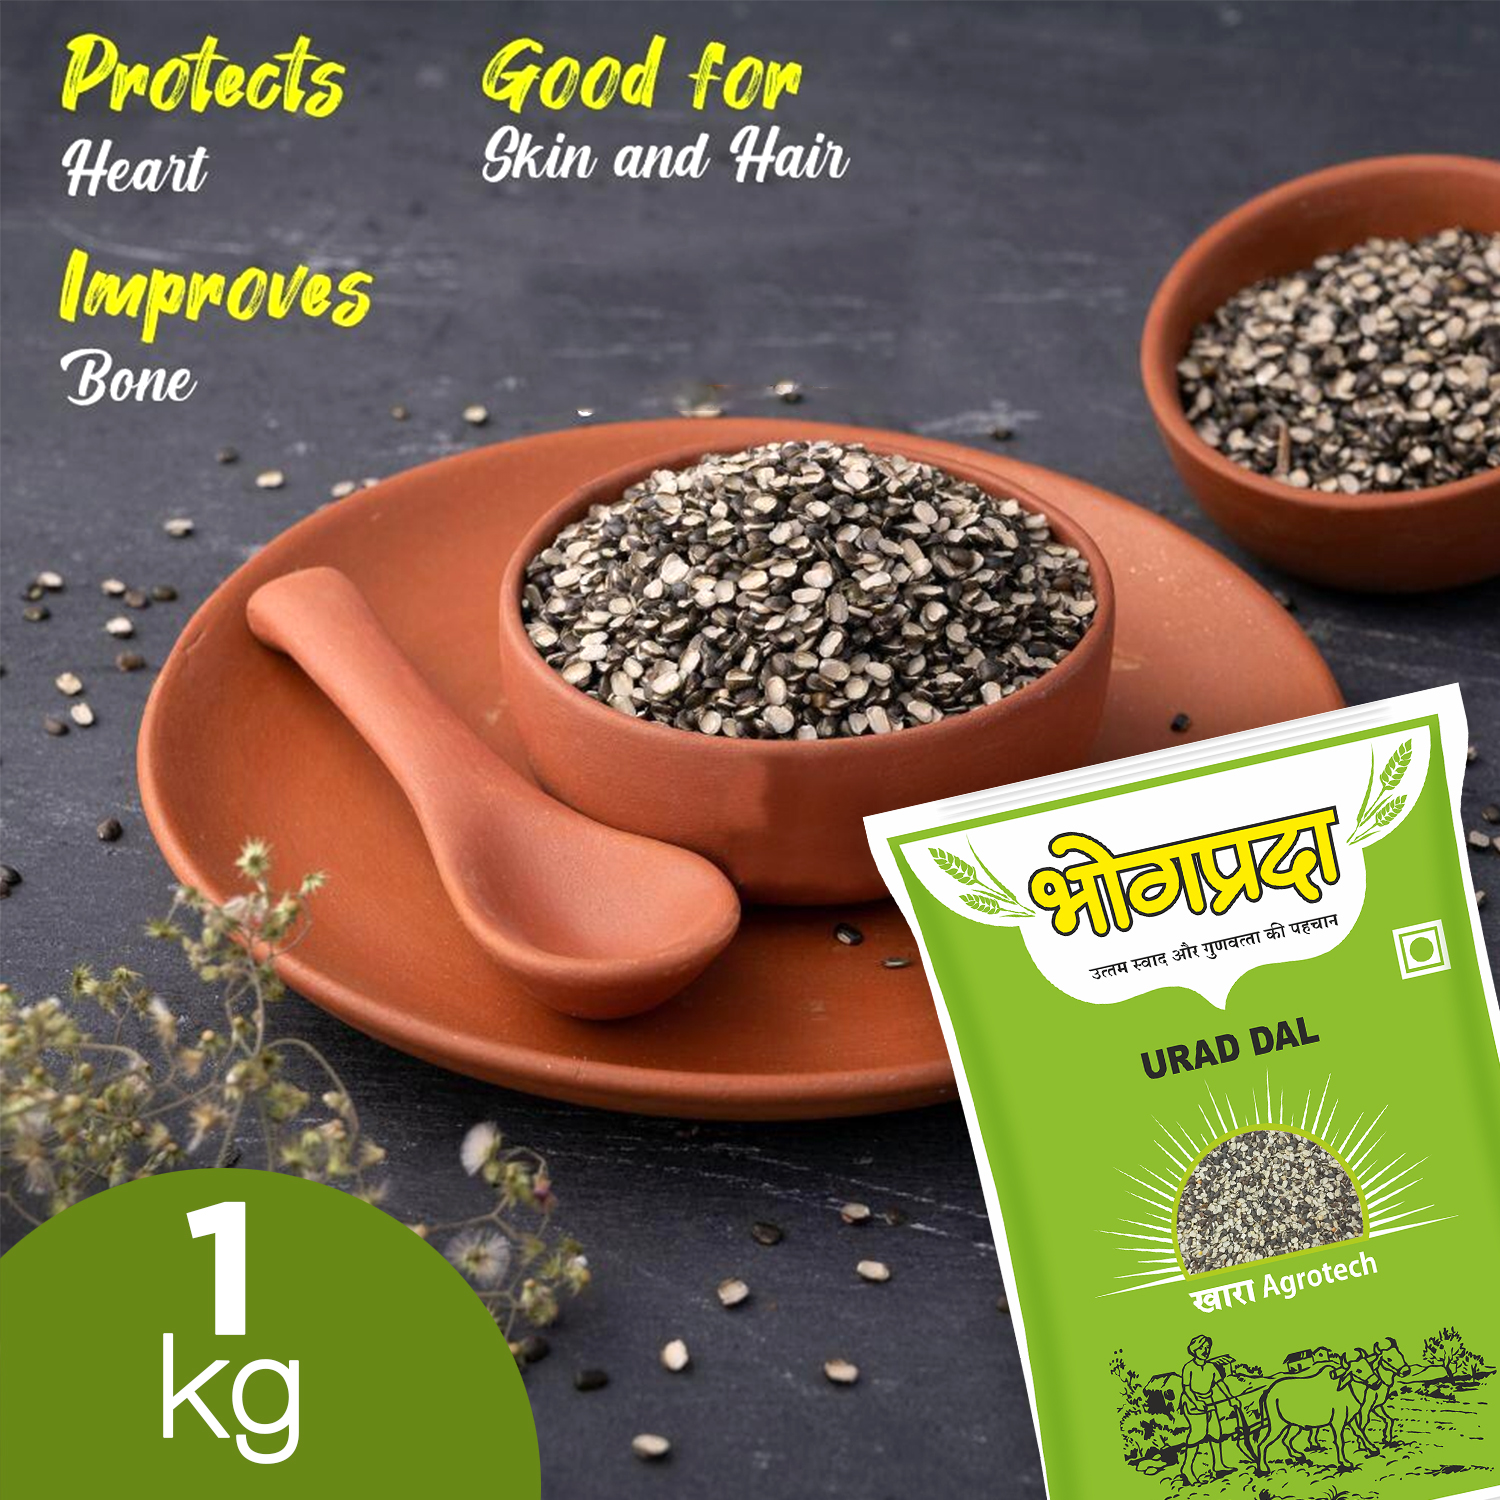 Protects
Heart
Good for
Skin and Hair
Improves
Bone
भोगप्रदा
उत्तम स्वाद और गुणवत्ता की पहचान
URAD DAL
खारा Agrotech
1
kg